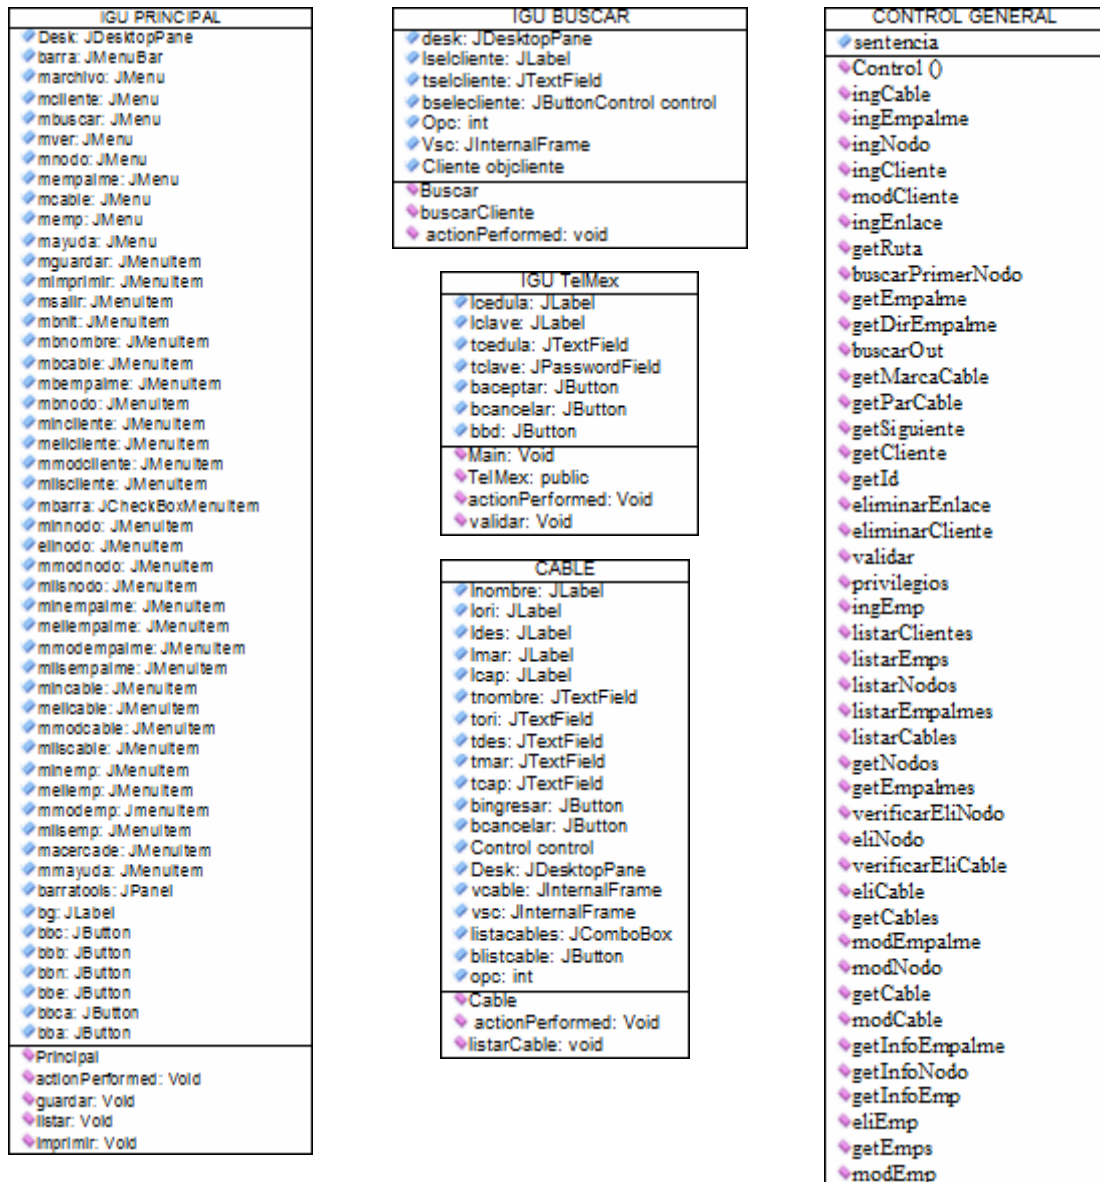 IGU PRINCIPAL
Desk: JDesktopPane
barra: JMenuBar
marchivo: JMenu
mcliente: JMenu
mbuscar: JMenu
mver: JMenu
mnodo: JMenu
mempalme: JMenu
mcable: JMenu
memp: JMenu
mayuda: JMenu
mguardar: JMenuItem
mimprimir: JMenuItem
msalir: JMenuItem
mbnit: JMenuItem
mbnombre: JMenuItem
mbcable: JMenuItem
mbempalme: JMenuItem
mbnodo: JMenuItem
mincliente: JMenuItem
melicliente: JMenuItem
mmodcliente: JMenuItem
mliscliente: JMenuItem
mbarra: JCheckBoxMenuItem
minnodo: JMenuItem
elinodo: JMenuItem
mmodnodo: JMenuItem
mlisnodo: JMenuItem
minempalme: JMenuItem
meliempalme: JMenuItem
mmodempalme: JMenuItem
mlisempalme: JMenuItem
mincable: JMenuItem
melicable: JMenuItem
mmodcable: JMenuItem
mliscable: JMenuItem
minemp: JMenuItem
meliemp: JMenuItem
mmodemp: JmenuItem
mlisemp: JMenuItem
macercade: JMenuItem
mmayuda: JMenuItem
barratools: JPanel
bg: JLabel
bbc: JButton
bbb: JButton
bbn: JButton
bbe: JButton
bbca: JButton
bba: JButton
Principal
actionPerformed: Void
guardar: Void
listar: Void
Imprimir: Void
IGU BUSCAR
desk: JDesktopPane
lselcliente: JLabel
tselcliente: JTextField
bselecliente: JButtonControl control
Opc: int
Vsc: JInternalFrame
Cliente objcliente
Buscar
buscarCliente
actionPerformed: void
IGU TelMex
lcedula: JLabel
lclave: JLabel
tcedula: JTextField
tclave: JPasswordField
baceptar: JButton
bcancelar: JButton
bbd: JButton
Main: Void
TelMex: public
actionPerformed: Void
validar: Void
CABLE
lnombre: JLabel
lori: JLabel
ldes: JLabel
lmar: JLabel
lcap: JLabel
tnombre: JTextField
tori: JTextField
tdes: JTextField
tmar: JTextField
tcap: JTextField
bingresar: JButton
bcancelar: JButton
Control control
Desk: JDesktopPane
vcable: JInternalFrame
vsc: JInternalFrame
listacables: JComboBox
blistcable: JButton
opc: int
Cable
actionPerformed: Void
listarCable: void
CONTROL GENERAL
sentencia
Control ()
ingCable
ingEmpalme
ingNodo
ingCliente
modCliente
ingEnlace
getRuta
buscarPrimerNodo
getEmpalme
getDirEmpalme
buscarOut
getMarcaCable
getParCable
getSiguiente
getCliente
getId
eliminarEnlace
eliminarCliente
validar
privilegios
ingEmp
listarClientes
listarEmps
listarNodos
listarEmpalmes
listarCables
getNodos
getEmpalmes
verificarEliNodo
eliNodo
verificarEliCable
eliCable
getCables
modEmpalme
modNodo
getCable
modCable
getInfoEmpalme
getInfoNodo
getInfoEmp
eliEmp
getEmps
modEmp